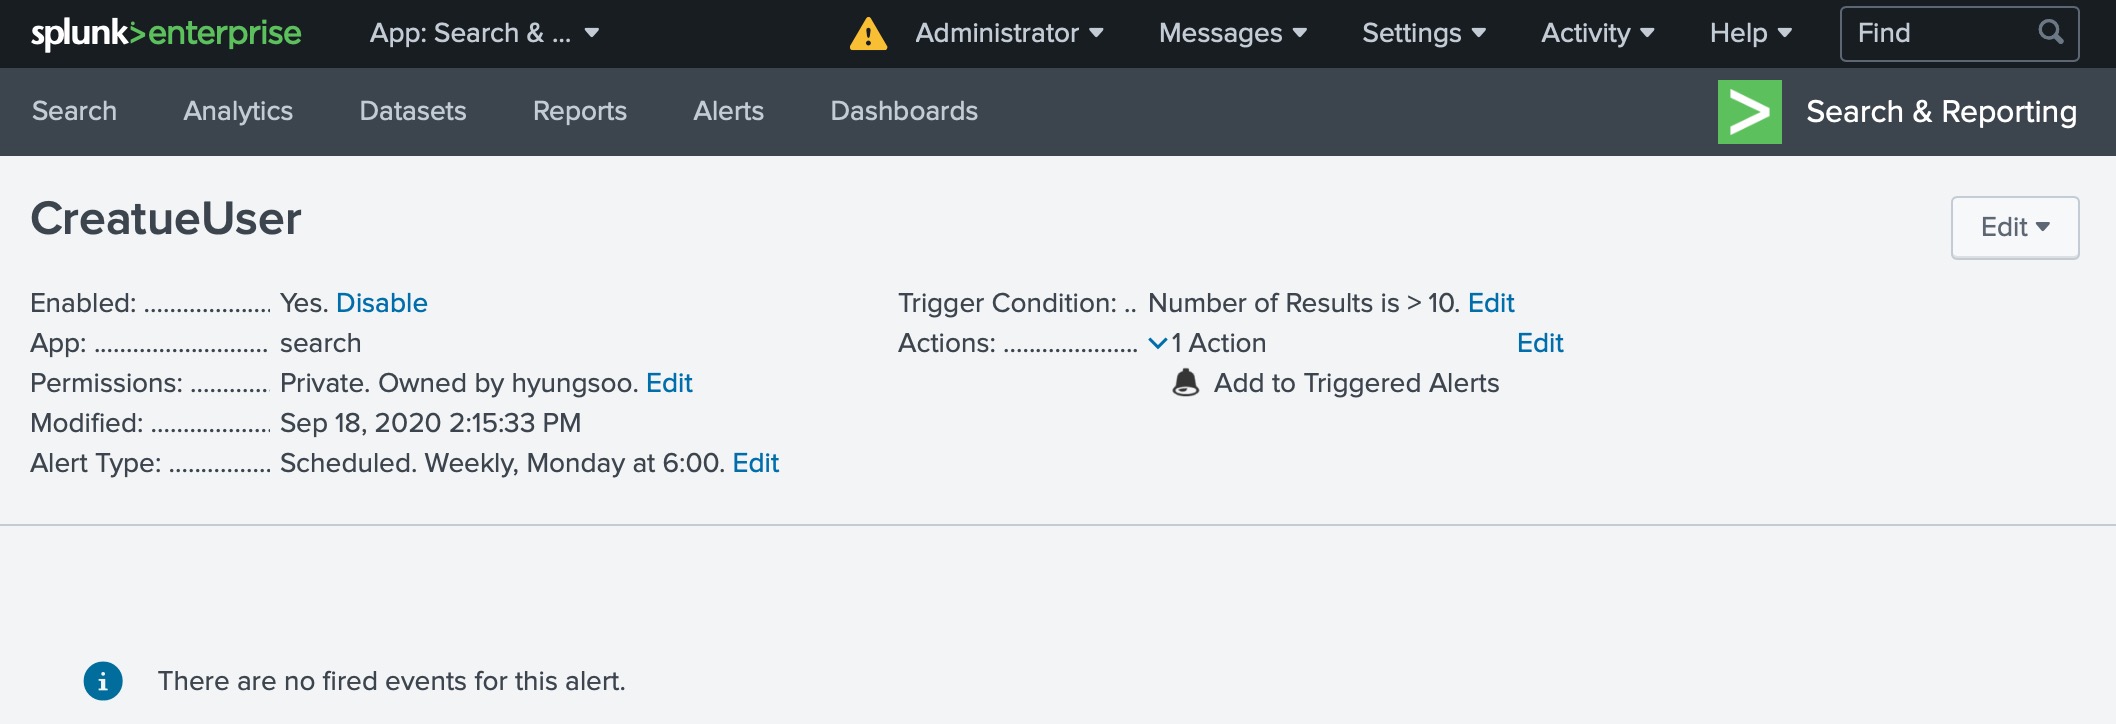 splunk>enterprise App: Search & ... Administrator Messages Settings Activity Help Find
Search Analytics Datasets Reports Alerts Dashboards Search & Reporting
CreatueUser
Edit
Enabled: .................... Yes. Disable
App: ........................... search
Permissions: ............. Private. Owned by hyungsoo. Edit
Modified: ................... Sep 18, 2020 2:15:33 PM
Alert Type: ................ Scheduled. Weekly, Monday at 6:00. Edit
Trigger Condition: .. Number of Results is > 10. Edit
Actions: ..................... 1 Action Edit
Add to Triggered Alerts
There are no fired events for this alert.